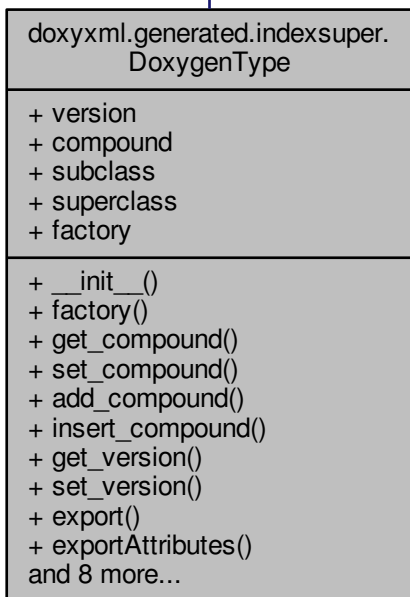 doxyxml.generated.indexsuper.
DoxygenType
+ version
+ compound
+ subclass
+ superclass
+ factory
+ __init__()
+ factory()
+ get_compound()
+ set_compound()
+ add_compound()
+ insert_compound()
+ get_version()
+ set_version()
+ export()
+ exportAttributes()
and 8 more...